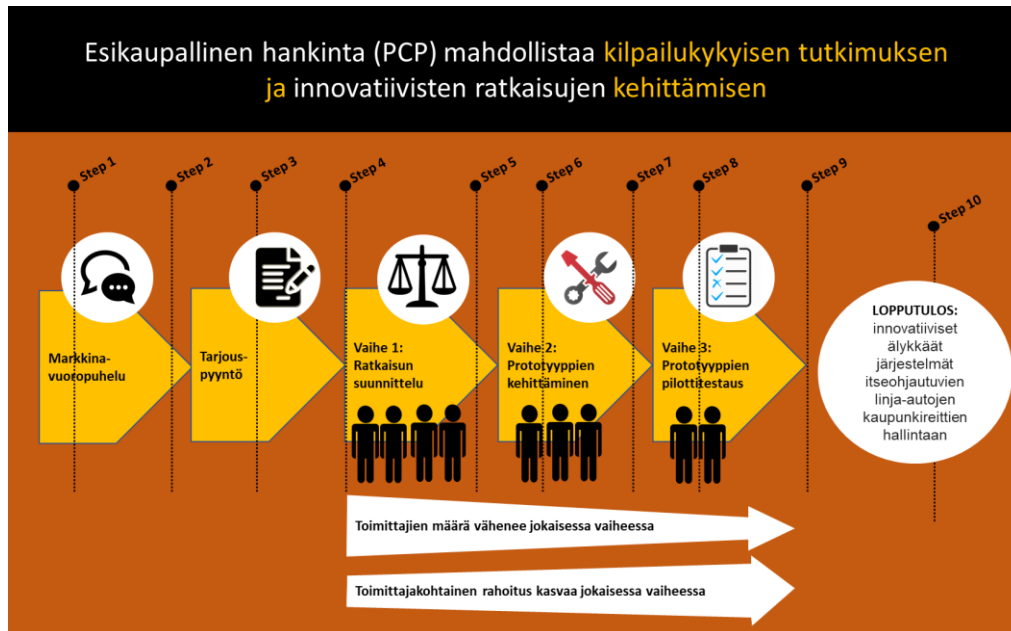 Esikaupallinen hankinta (PCP) mahdollistaa kilpailukykyisen tutkimuksen
ja innovatiivisten ratkaisujen kehittämisen
Step 1
Step 2
Step 3
Step 4
Step 5
Step 6
Step 7
Step 8
Step 9
Step 10
Markkina-
vuoropuhelu
Tarjous-
pyyntö
Vaihe 1:
Ratkaisun
suunnittelu
Vaihe 2:
Prototyyppien
kehittäminen
Vaihe 3:
Prototyyppien
pilottitestaus
LOPPUTULOS:
innovatiiviset
älykkäät
järjestelmät
itseohjautuvien
linja-autojen
kaupunkireittien
hallintaan
Toimittajien määrä vähenee jokaisessa vaiheessa
Toimittajakohtainen rahoitus kasvaa jokaisessa vaiheessa